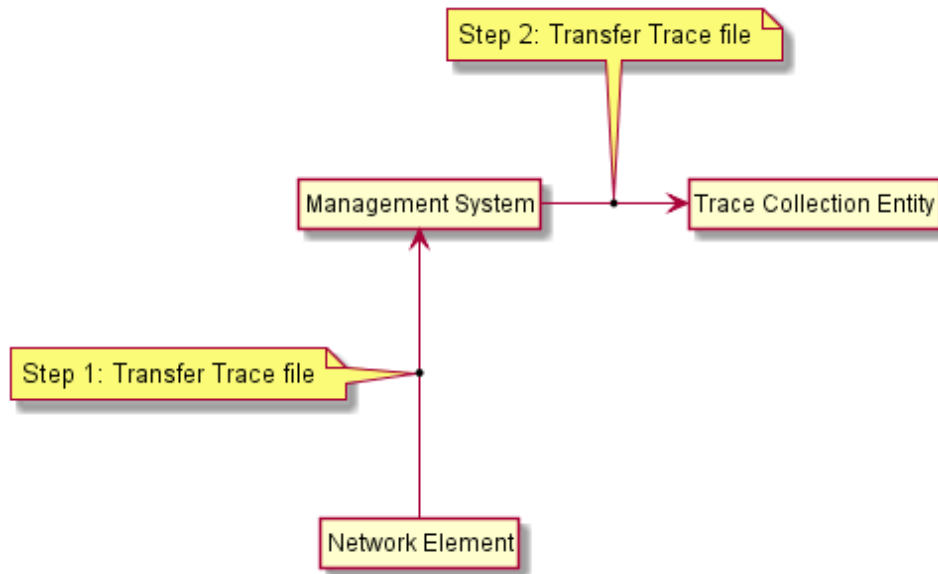 Step 2: Transfer Trace file
Management System
Trace Collection Entity
Step 1: Transfer Trace file
Network Element